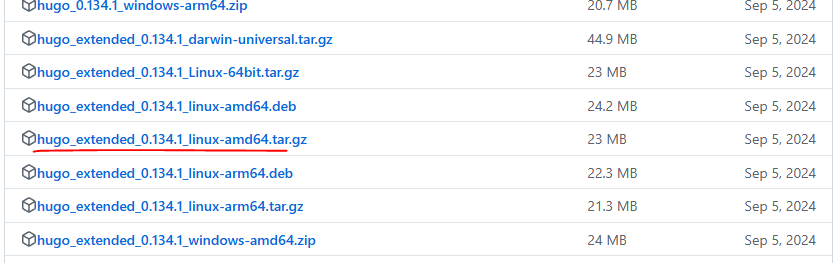 hugo_0.134.1_windows-arm64.zip 20.7 MB Sep 5, 2024
hugo_extended_0.134.1_darwin-universal.tar.gz 44.9 MB Sep 5, 2024
hugo_extended_0.134.1_Linux-64bit.tar.gz 23 MB Sep 5, 2024
hugo_extended_0.134.1_linux-amd64.deb 24.2 MB Sep 5, 2024
hugo_extended_0.134.1_linux-amd64.tar.gz 23 MB Sep 5, 2024
hugo_extended_0.134.1_linux-arm64.deb 22.3 MB Sep 5, 2024
hugo_extended_0.134.1_linux-arm64.tar.gz 21.3 MB Sep 5, 2024
hugo_extended_0.134.1_windows-amd64.zip 24 MB Sep 5, 2024